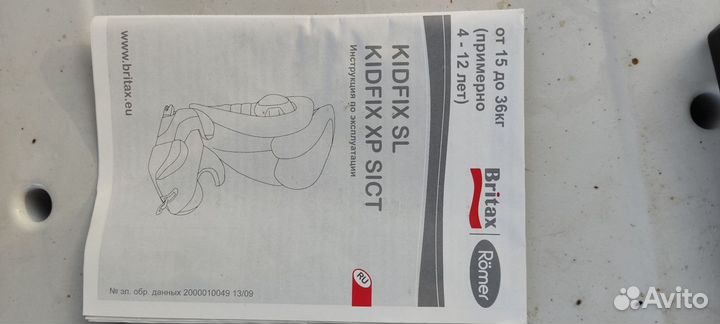 от 15 до 36кг
(примерно
4 - 12 лет)
Britax
Römer
KIDFIX SL
KIDFIX XP SICT
Инструкция по эксплуатации
RU
www.britax.eu
№ эл. обр. данных 2000010049 13/09
Avito